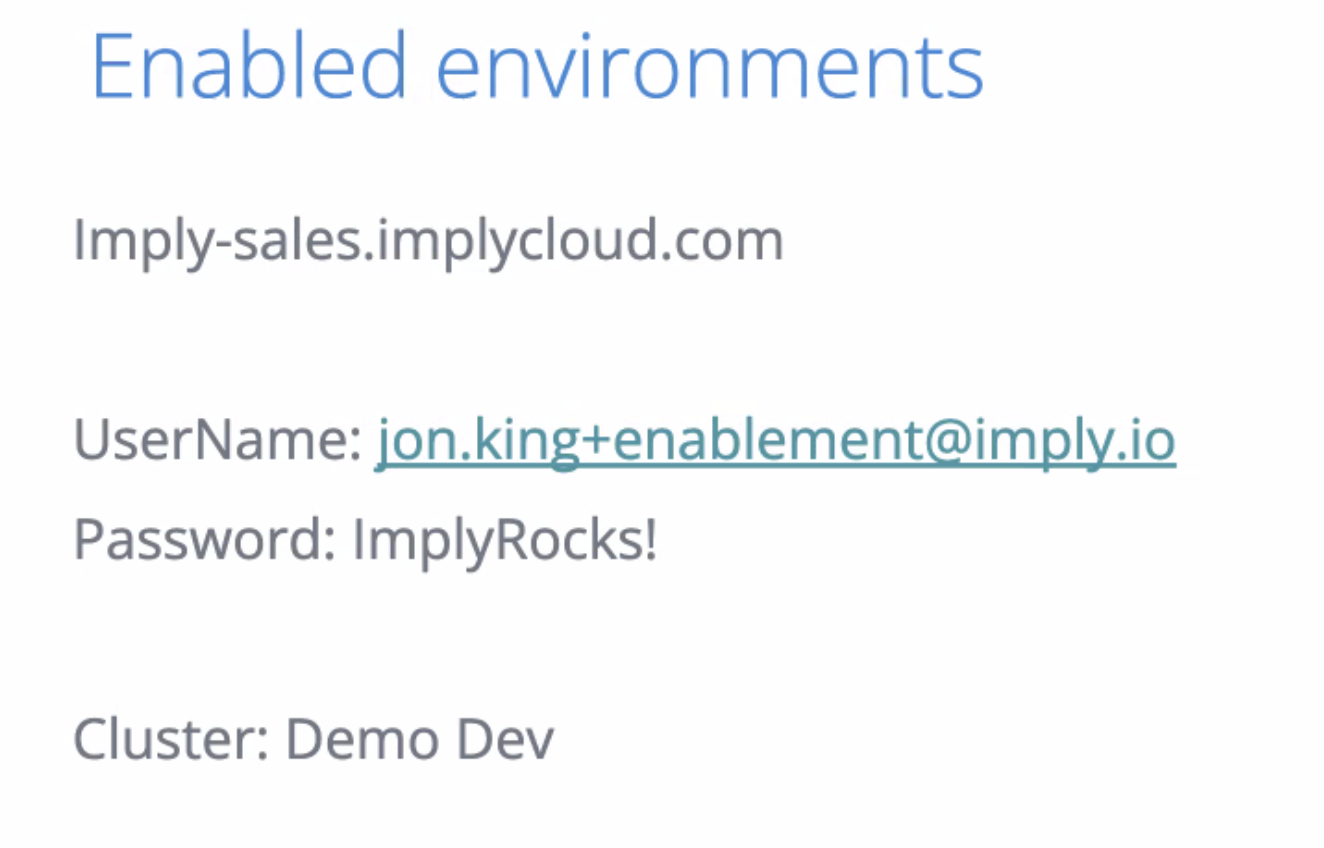 Enabled environments
Imply-sales.implycloud.com
UserName: jon.king+enablement@imply.io
Password: ImplyRocks!
Cluster: Demo Dev